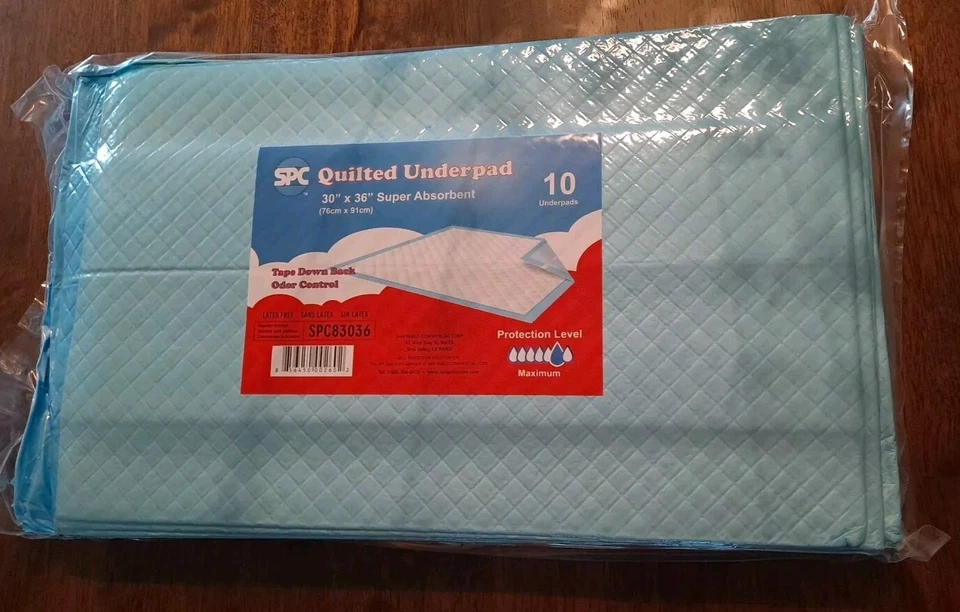 SPC
TM
Quilted Underpad
30" x 36" Super Absorbent
(76cm x 91cm)
10
Underpads
Tape Down Back
Odor Control
LATEX FREE SANS LATEX SIN LATEX
SPC83036
Protection Level
Maximum